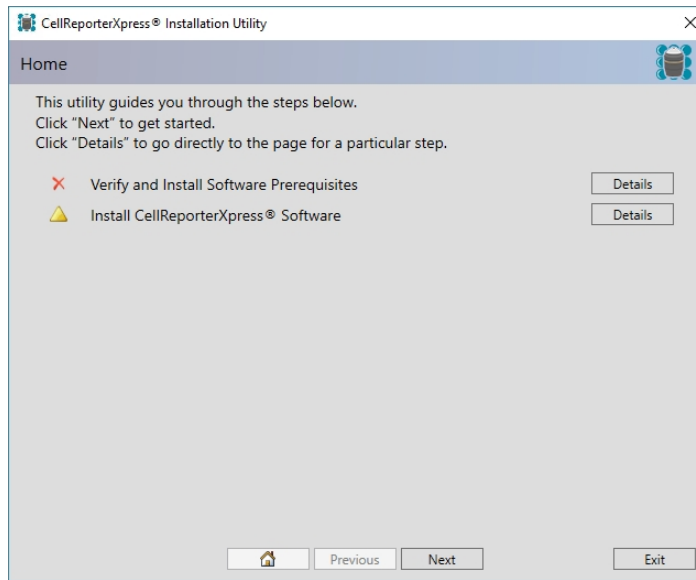 CellReporterXpress® Installation Utility
Home
This utility guides you through the steps below.
Click “Next” to get started.
Click “Details” to go directly to the page for a particular step.
Verify and Install Software Prerequisites Details
Install CellReporterXpress® Software Details
Previous Next Exit